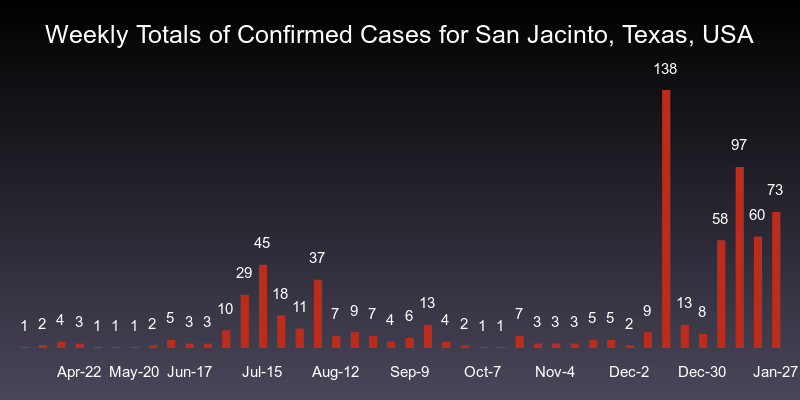 Weekly Totals of Confirmed Cases for San Jacinto, Texas, USA
1 2 4 3 1 1 1 2 5 3 3 10 29 45 18 11 37 7 9 7 4 6 13 4 2 1 1 7 3 3 3 5 5 2 9 138 13 8 58 97 60 73
Apr-22 May-20 Jun-17 Jul-15 Aug-12 Sep-9 Oct-7 Nov-4 Dec-2 Dec-30 Jan-27